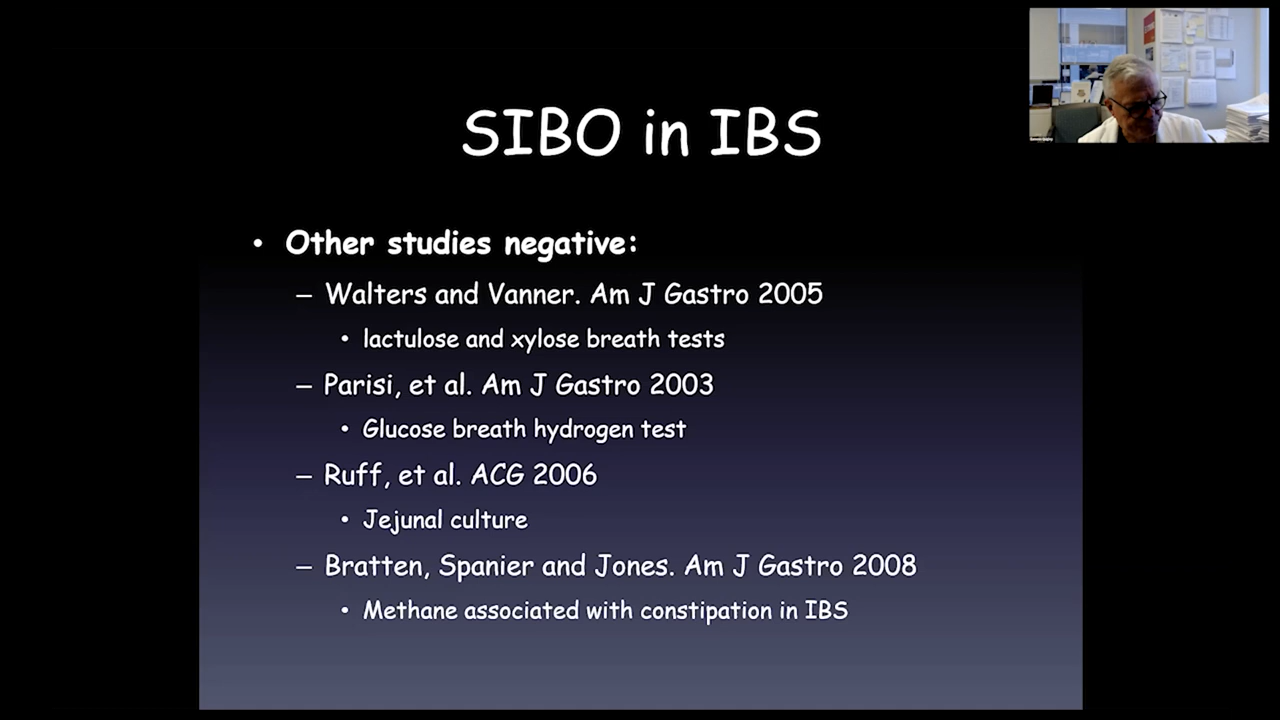 SIBO in IBS
• Other studies negative:
– Walters and Vanner. Am J Gastro 2005
• lactulose and xylose breath tests
– Parisi, et al. Am J Gastro 2003
• Glucose breath hydrogen test
– Ruff, et al. ACG 2006
• Jejunal culture
– Bratten, Spanier and Jones. Am J Gastro 2008
• Methane associated with constipation in IBS